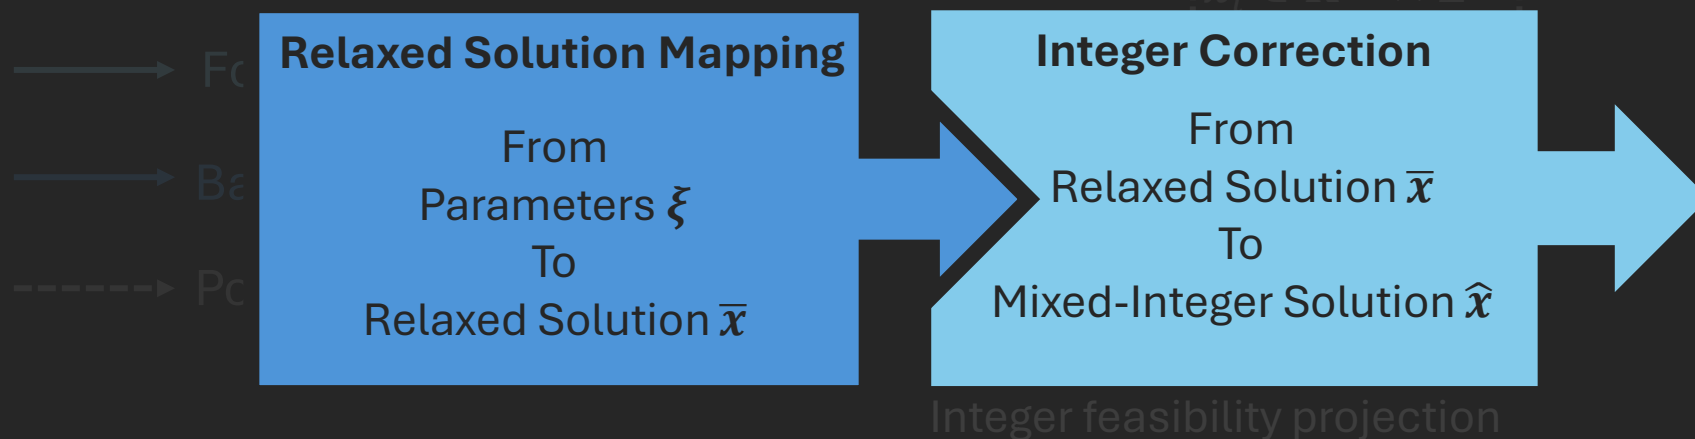 Relaxed Solution Mapping
From
Parameters ξ
To
Relaxed Solution x̅
Integer Correction
From
Relaxed Solution x̅
To
Mixed-Integer Solution x̂
Integer feasibility projection